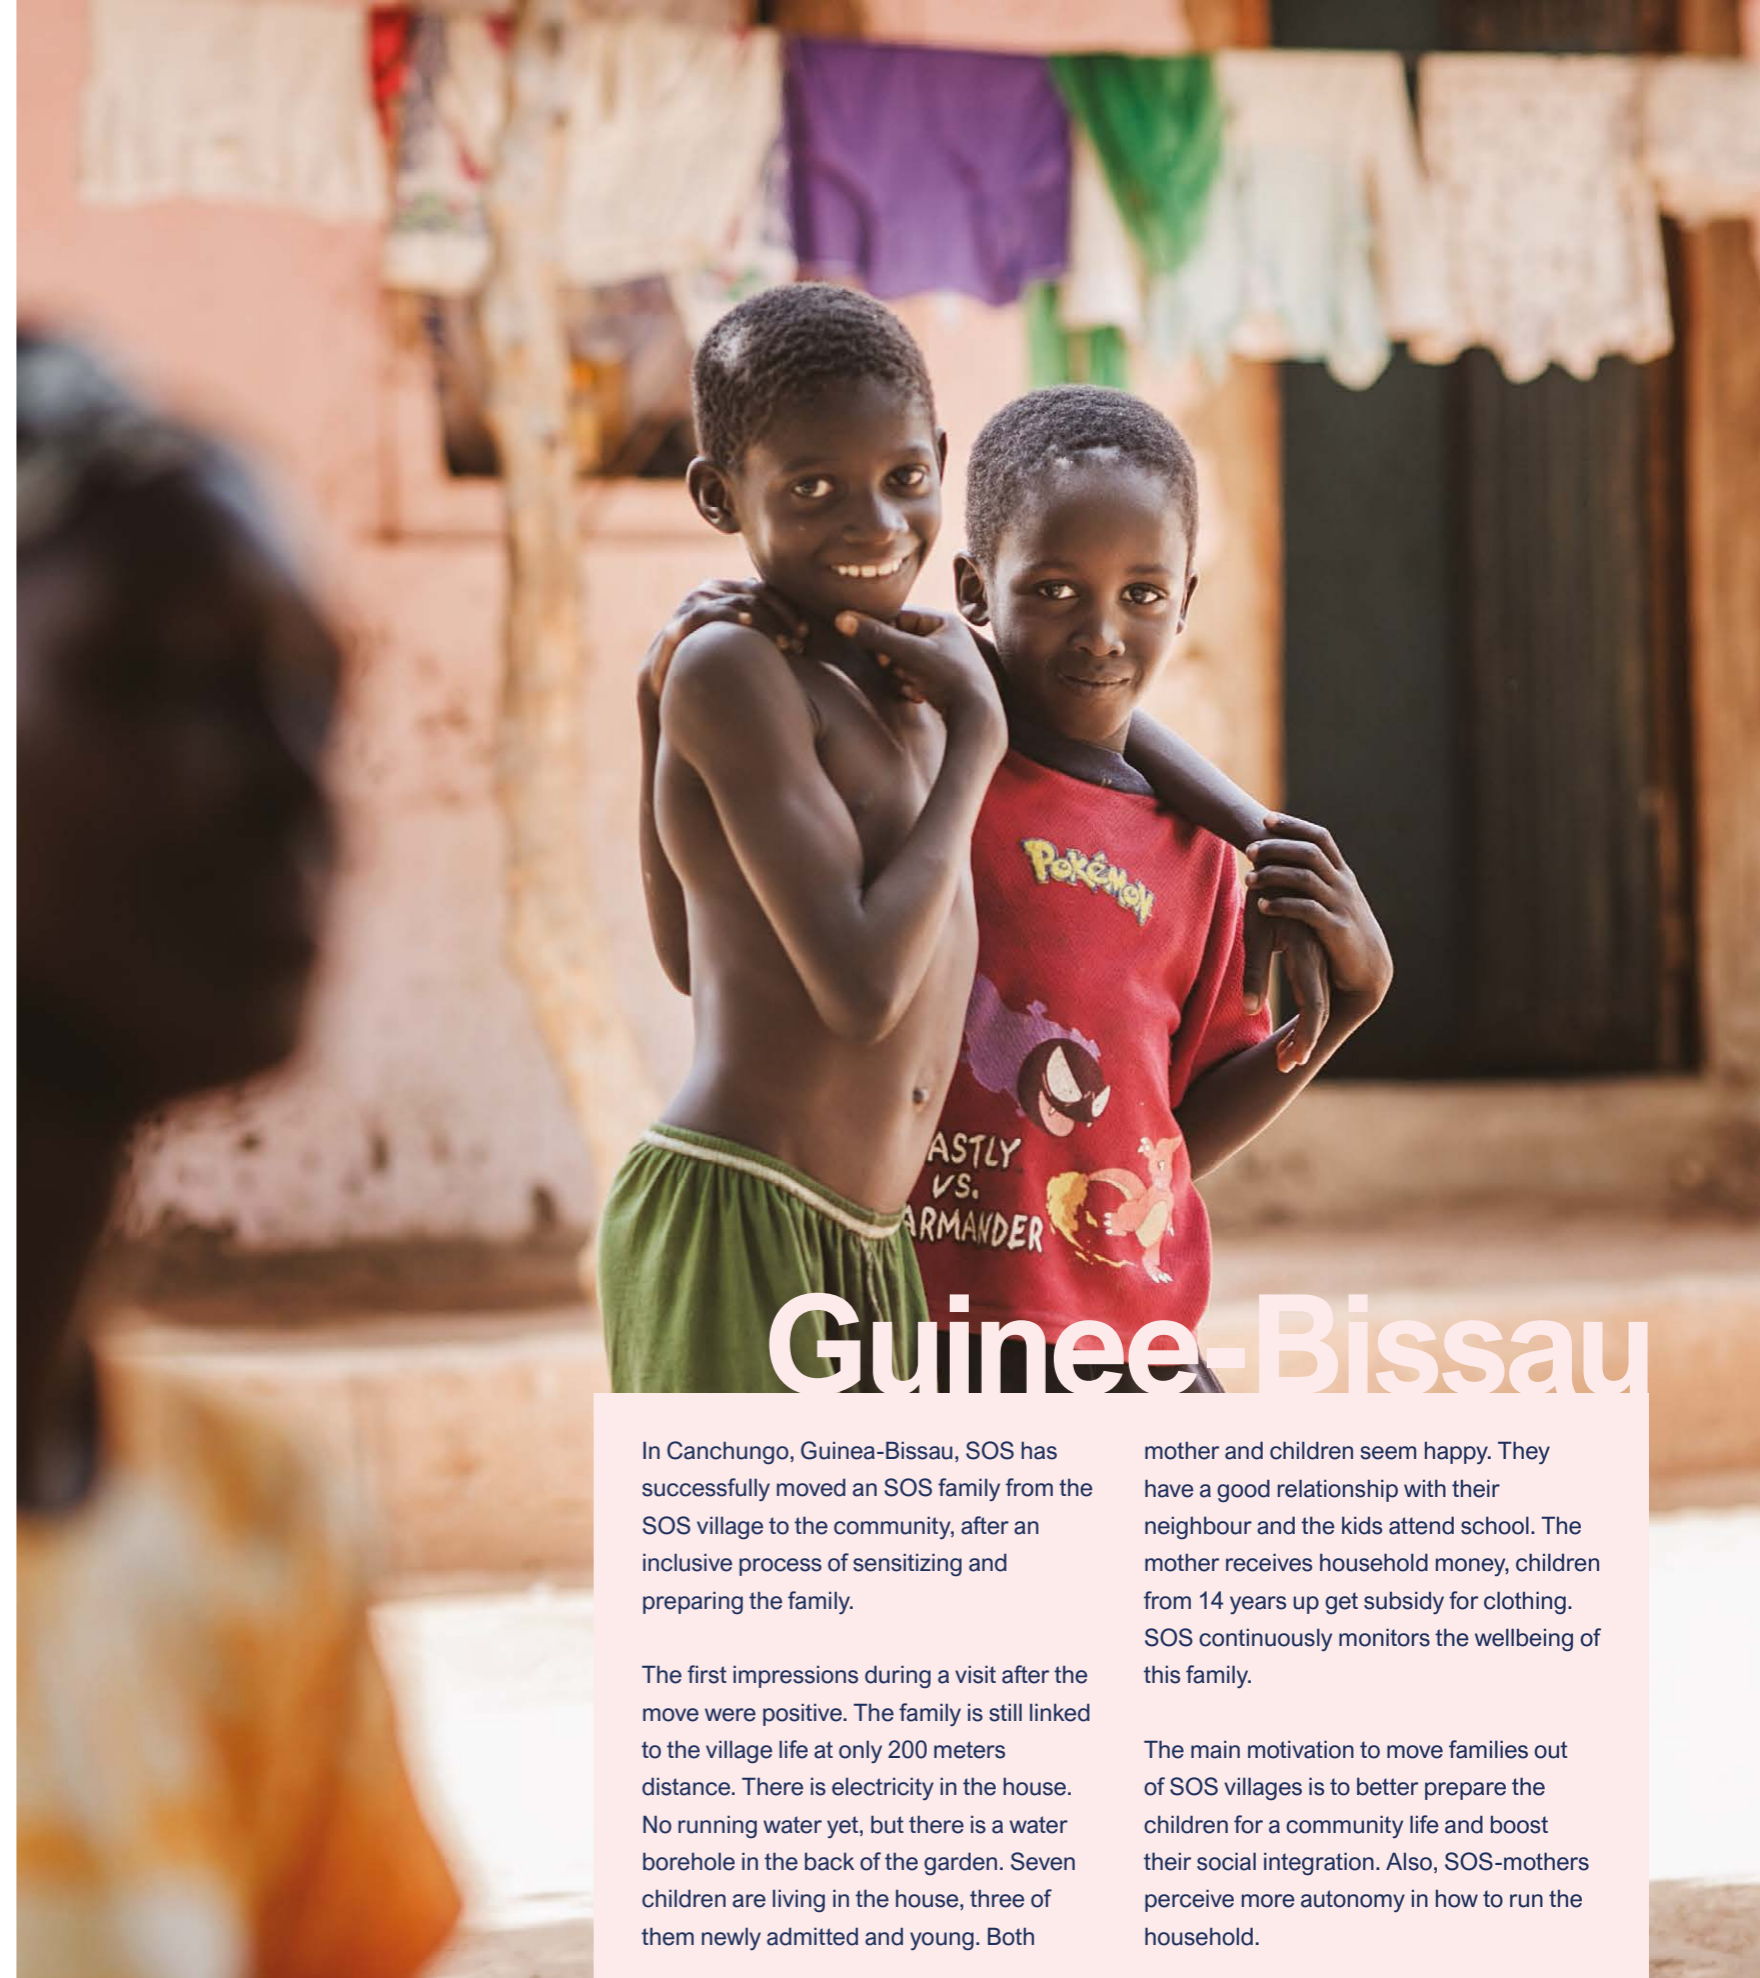 POKÉMON
ASTLY
VS.
ARMANDER
Guinee-Bissau
In Canchungo, Guinea-Bissau, SOS has
successfully moved an SOS family from the
SOS village to the community, after an
inclusive process of sensitizing and
preparing the family.
The first impressions during a visit after the
move were positive. The family is still linked
to the village life at only 200 meters
distance. There is electricity in the house.
No running water yet, but there is a water
borehole in the back of the garden. Seven
children are living in the house, three of
them newly admitted and young. Both
mother and children seem happy. They
have a good relationship with their
neighbour and the kids attend school. The
mother receives household money, children
from 14 years up get subsidy for clothing.
SOS continuously monitors the wellbeing of
this family.
The main motivation to move families out
of SOS villages is to better prepare the
children for a community life and boost
their social integration. Also, SOS-mothers
perceive more autonomy in how to run the
household.